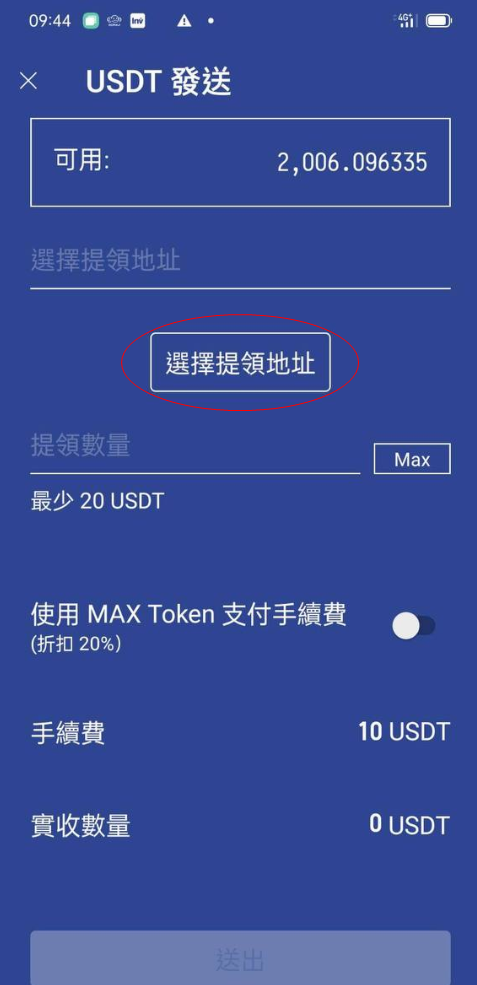 09:44
4G+
USDT 發送
可用: 2,006.096335
選擇提領地址
選擇提領地址
提領數量
Max
最少 20 USDT
使用 MAX Token 支付手續費
(折扣 20%)
手續費 10 USDT
實收數量 0 USDT
送出